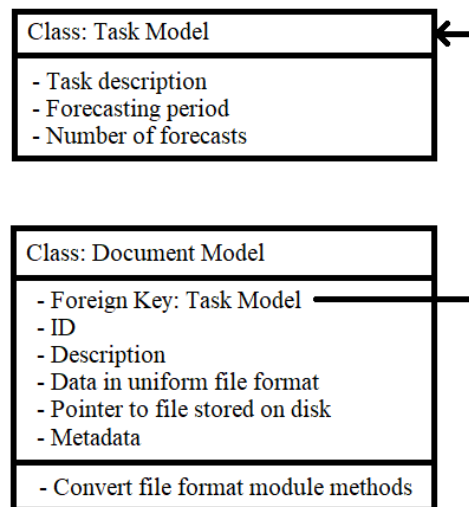 Class: Task Model
- Task description
- Forecasting period
- Number of forecasts
Class: Document Model
- Foreign Key: Task Model
- ID
- Description
- Data in uniform file format
- Pointer to file stored on disk
- Metadata
- Convert file format module methods